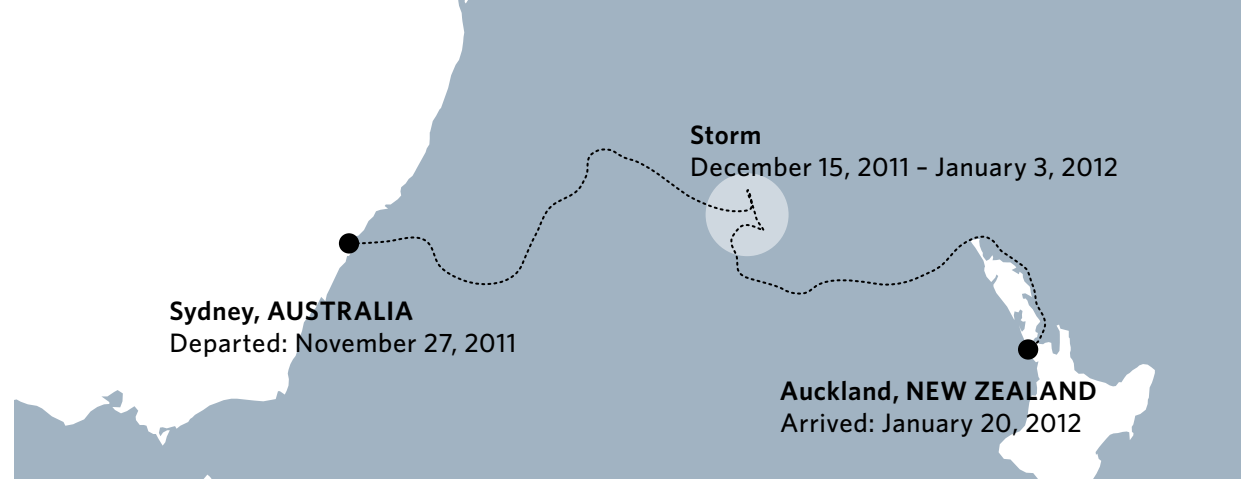 Storm
December 15, 2011 – January 3, 2012
Sydney, AUSTRALIA
Departed: November 27, 2011
Auckland, NEW ZEALAND
Arrived: January 20, 2012